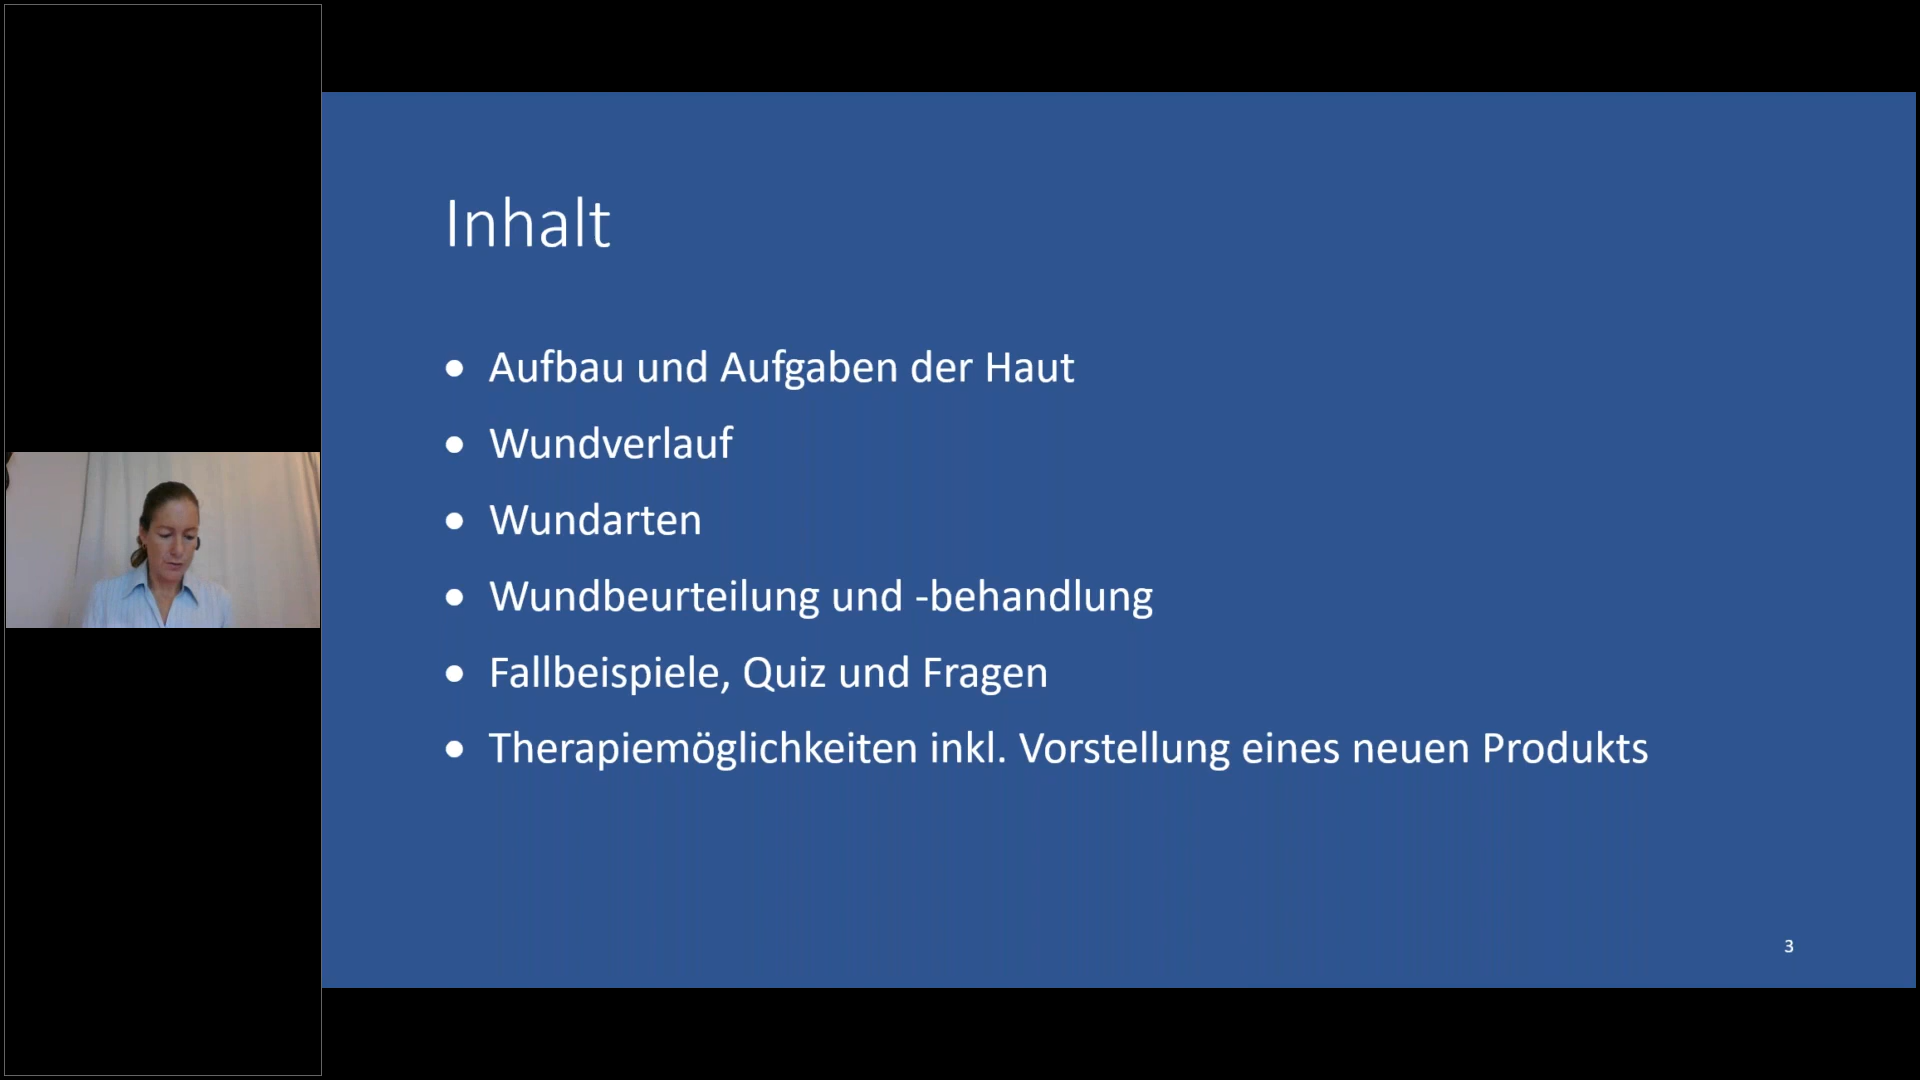 Inhalt
• Aufbau und Aufgaben der Haut
• Wundverlauf
• Wundarten
• Wundbeurteilung und -behandlung
• Fallbeispiele, Quiz und Fragen
• Therapiemöglichkeiten inkl. Vorstellung eines neuen Produkts
3